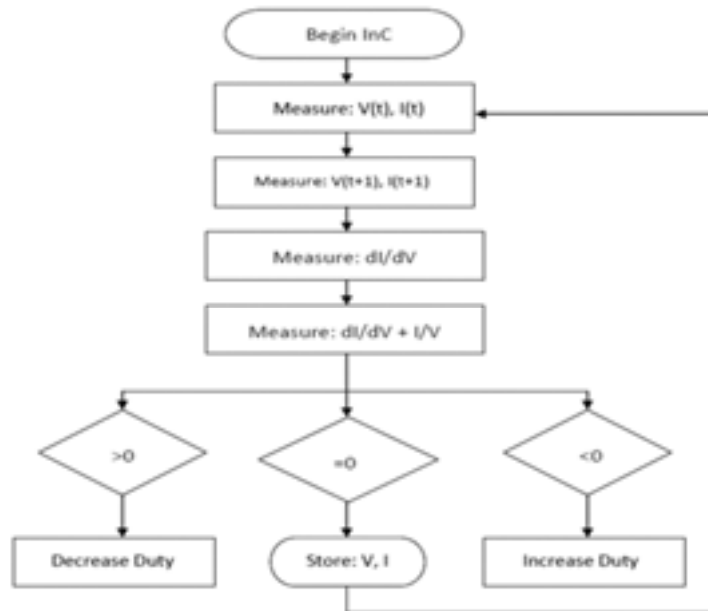 Begin InC
Measure: V(t), I(t)
Measure: V(t+1), I(t+1)
Measure: dI/dV
Measure: dI/dV + I/V
>0
=0
<0
Decrease Duty
Store: V, I
Increase Duty